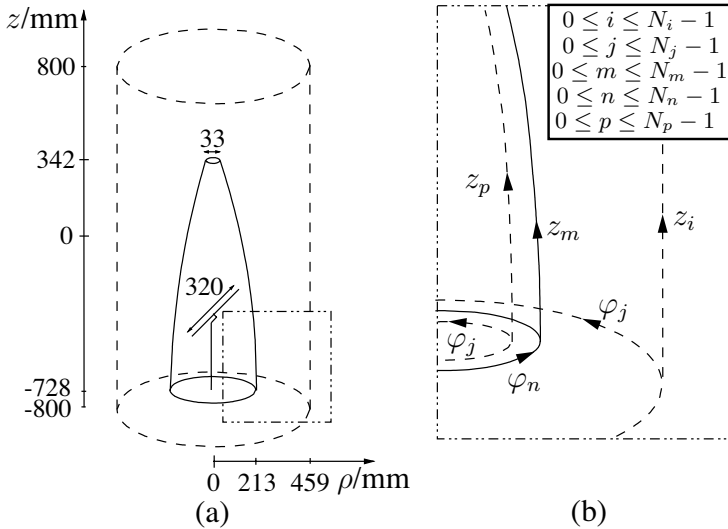 z/mm
800
33
342
0
320
-728
-800
0 213 459 ρ/mm
(a)
0 ≤ i ≤ N_i − 1
0 ≤ j ≤ N_j − 1
0 ≤ m ≤ N_m − 1
0 ≤ n ≤ N_n − 1
0 ≤ p ≤ N_p − 1
z_p
z_m
z_i
φ_j
φ_j
φ_n
(b)